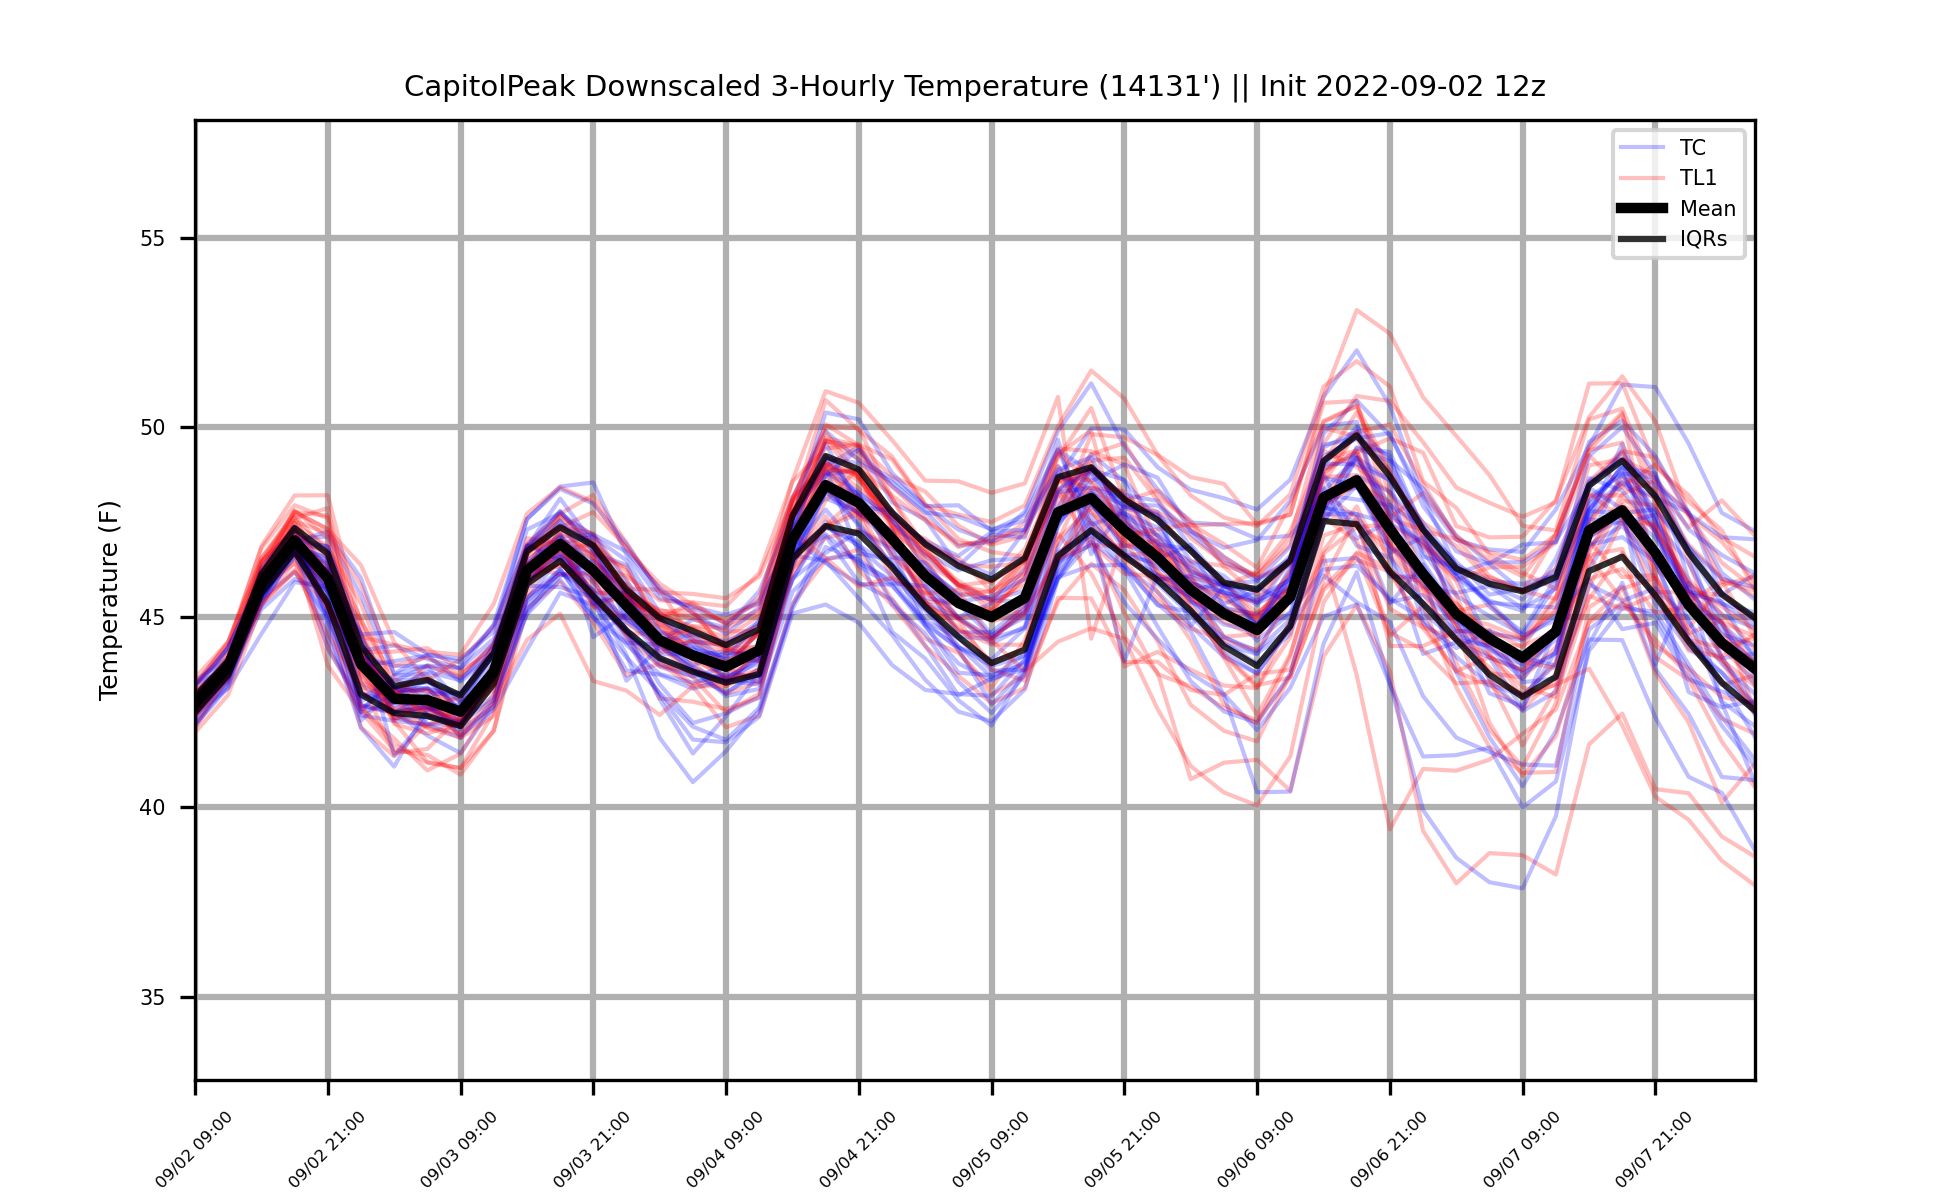 CapitolPeak Downscaled 3-Hourly Temperature (14131') || Init 2022-09-02 12z
TC
TL1
Mean
IQRs
Temperature (F)
55
50
45
40
35
09/02 09:00
09/02 21:00
09/03 09:00
09/03 21:00
09/04 09:00
09/04 21:00
09/05 09:00
09/05 21:00
09/06 09:00
09/06 21:00
09/07 09:00
09/07 21:00